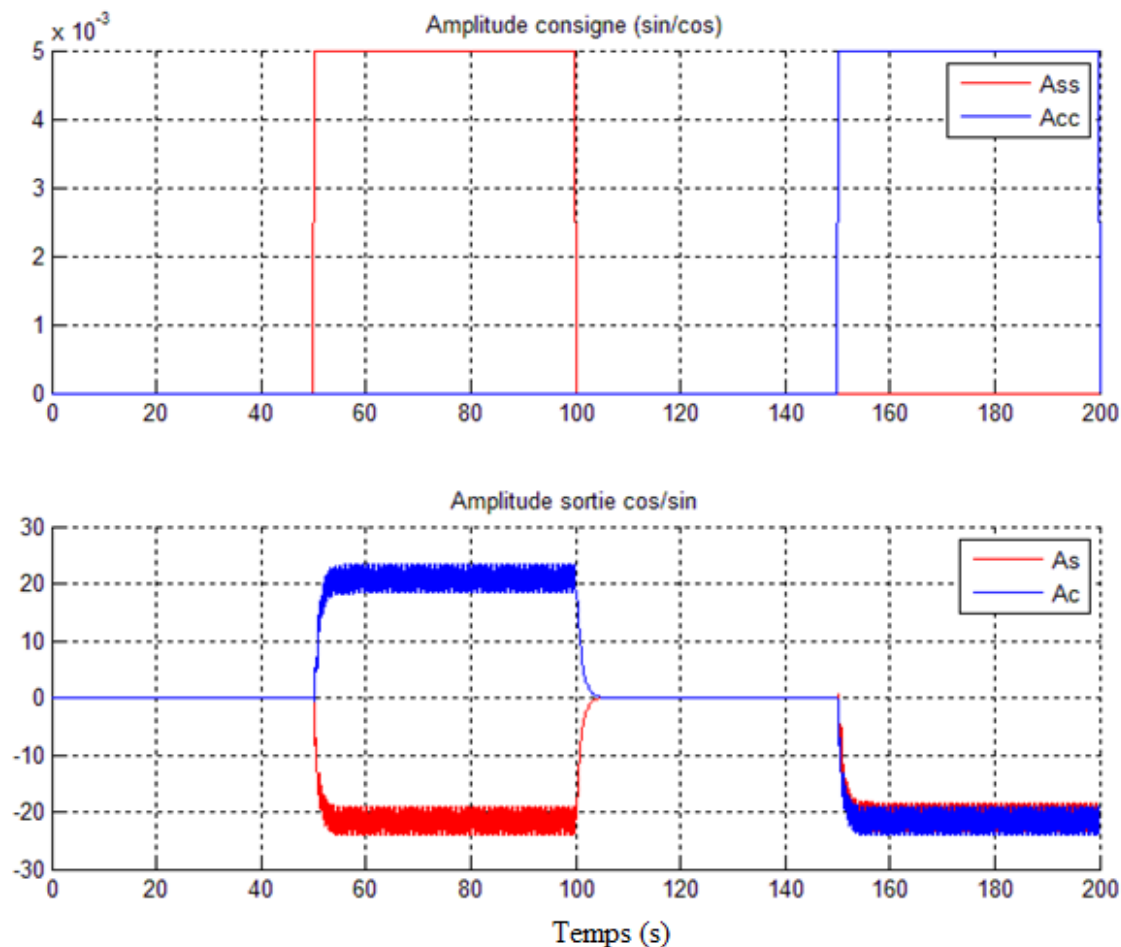 Amplitude consigne (sin/cos)
5 x 10-3
4
3
2
1
0
Ass
Acc
0 20 40 60 80 100 120 140 160 180 200
Amplitude sortie cos/sin
30
20
10
0
-10
-20
-30
As
Ac
0 20 40 60 80 100 120 140 160 180 200
Temps (s)